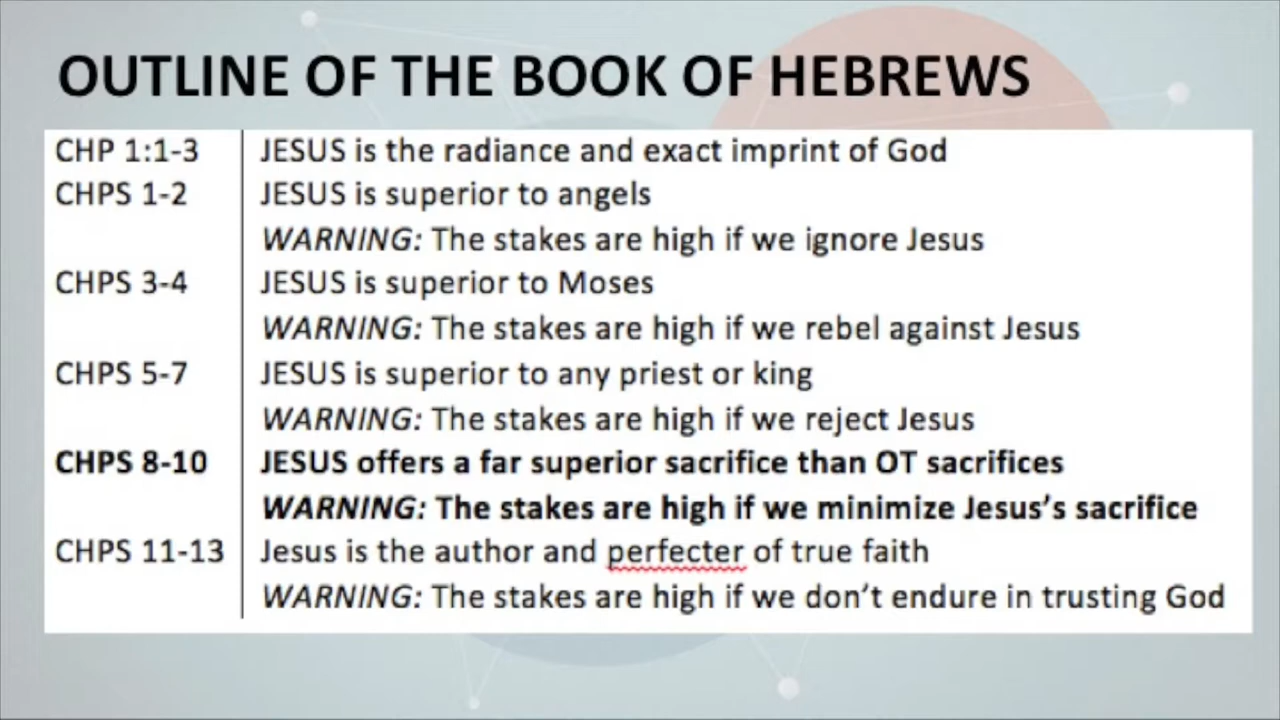 OUTLINE OF THE BOOK OF HEBREWS
CHP 1:1-3 JESUS is the radiance and exact imprint of God
CHPS 1-2 JESUS is superior to angels
WARNING: The stakes are high if we ignore Jesus
CHPS 3-4 JESUS is superior to Moses
WARNING: The stakes are high if we rebel against Jesus
CHPS 5-7 JESUS is superior to any priest or king
WARNING: The stakes are high if we reject Jesus
CHPS 8-10 JESUS offers a far superior sacrifice than OT sacrifices
WARNING: The stakes are high if we minimize Jesus's sacrifice
CHPS 11-13 Jesus is the author and perfecter of true faith
WARNING: The stakes are high if we don't endure in trusting God